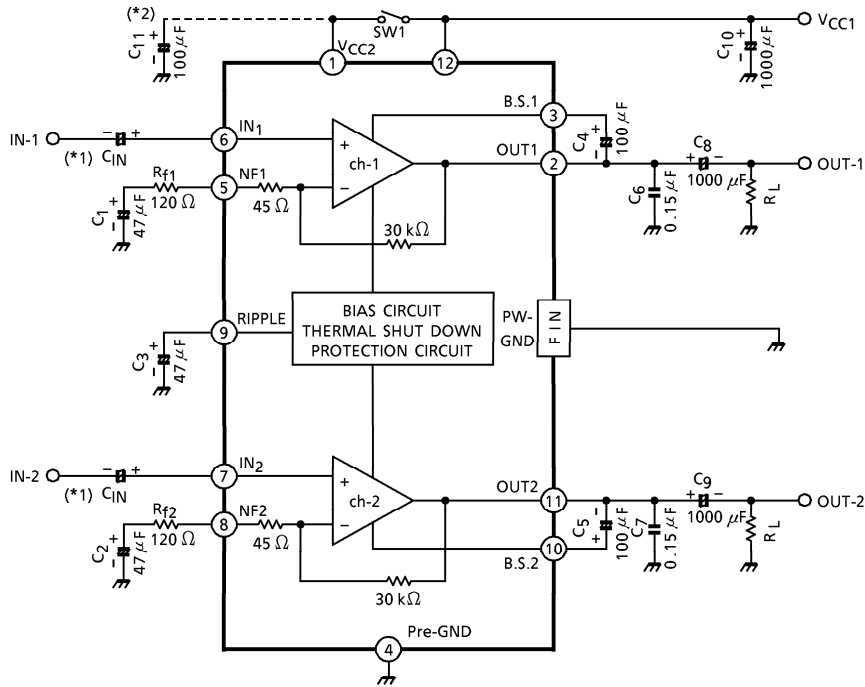 (*2)
C11 + - 100 μF
SW1
VCC1
C10 + - 1000 μF
1 VCC2
12
B.S.1
3
C4 + - 100 μF
IN-1
(*1)
- +
CIN
6 IN1
+
ch-1
-
OUT1
2
C6 0.15 μF
C8
+ -
1000 μF
OUT-1
RL
Rf1
120 Ω
5 NF1
45 Ω
C1 + - 47 μF
30 kΩ
9 RIPPLE
C3 + - 47 μF
BIAS CIRCUIT
THERMAL SHUT DOWN
PROTECTION CIRCUIT
PW-
GND
FIN
IN-2
(*1)
- +
CIN
7 IN2
+
ch-2
-
OUT2
11
C5 - + 100 μF
C7 0.15 μF
C9
+ -
1000 μF
OUT-2
RL
Rf2
120 Ω
8 NF2
45 Ω
C2 + - 47 μF
10
B.S.2
30 kΩ
Pre-GND
4